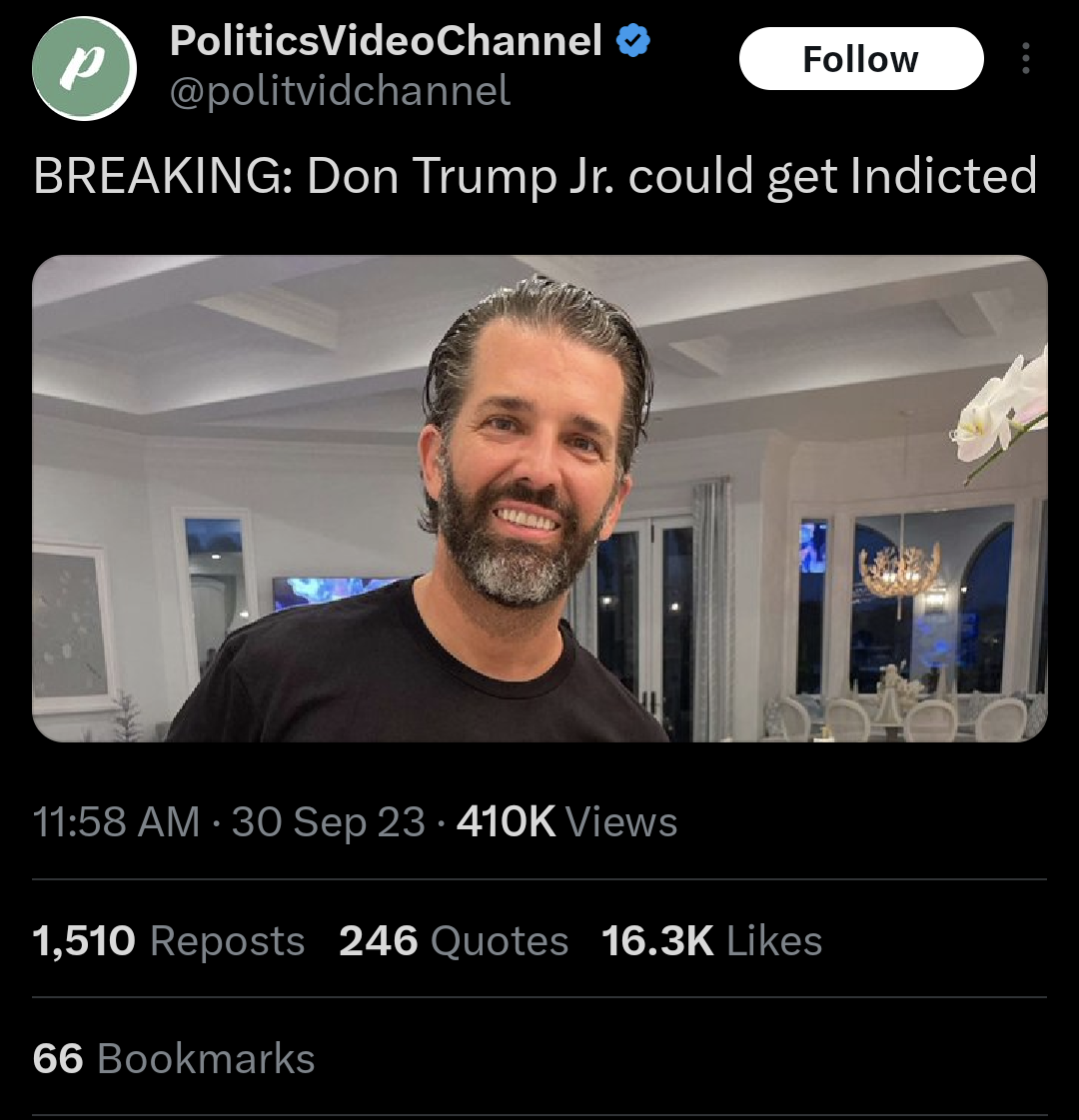 PoliticsVideoChannel
@politvidchannel
Follow
BREAKING: Don Trump Jr. could get Indicted
11:58 AM · 30 Sep 23 · 410K Views
1,510 Reposts 246 Quotes 16.3K Likes
66 Bookmarks